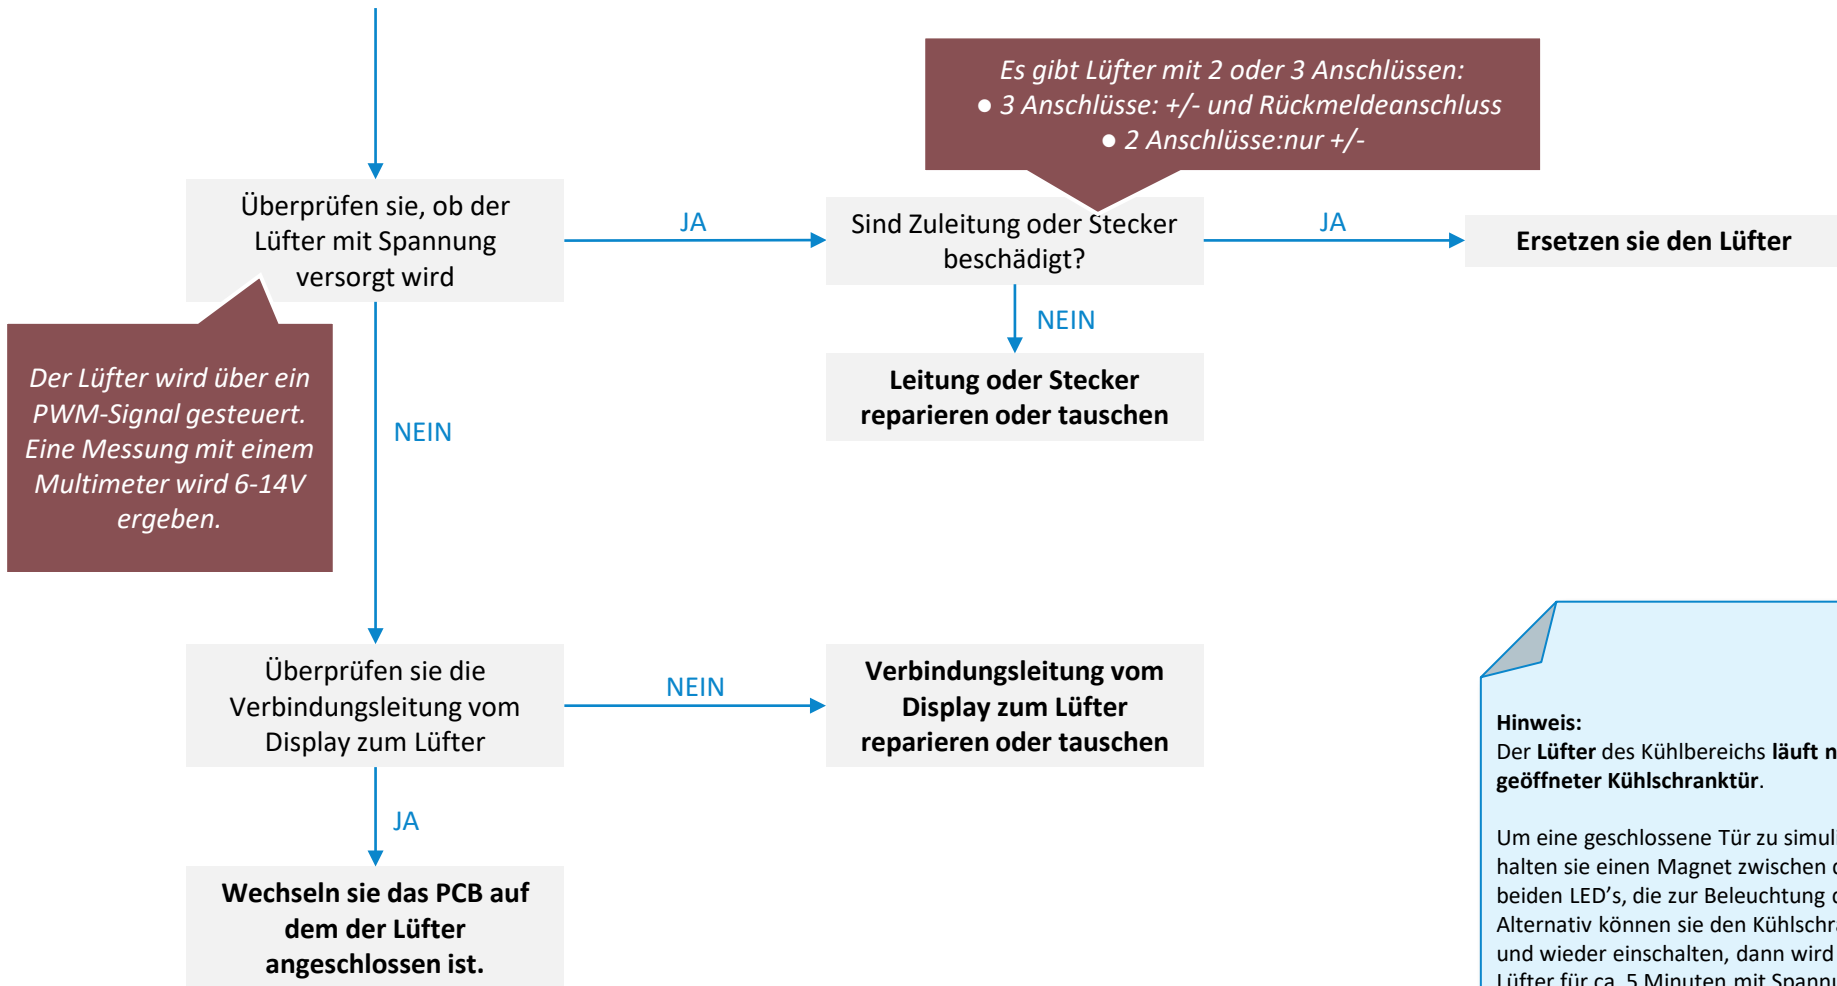 Es gibt Lüfter mit 2 oder 3 Anschlüssen:
● 3 Anschlüsse: +/- und Rückmeldeanschluss
● 2 Anschlüsse:nur +/-
Überprüfen sie, ob der
Lüfter mit Spannung
versorgt wird
JA
Sind Zuleitung oder Stecker
beschädigt?
JA
Ersetzen sie den Lüfter
NEIN
Leitung oder Stecker
reparieren oder tauschen
Der Lüfter wird über ein
PWM-Signal gesteuert.
Eine Messung mit einem
Multimeter wird 6-14V
ergeben.
NEIN
Überprüfen sie die
Verbindungsleitung vom
Display zum Lüfter
NEIN
Verbindungsleitung vom
Display zum Lüfter
reparieren oder tauschen
JA
Wechseln sie das PCB auf
dem der Lüfter
angeschlossen ist.
Hinweis:
Der Lüfter des Kühlbereichs läuft
geöffneter Kühlschranktür.
Um eine geschlossene Tür zu
halten sie einen Magnet zwischen
beiden LED's, die zur Beleuchtung
Alternativ können sie den
und wieder einschalten, dann wird
Lüfter für ca. 5 Minuten mit